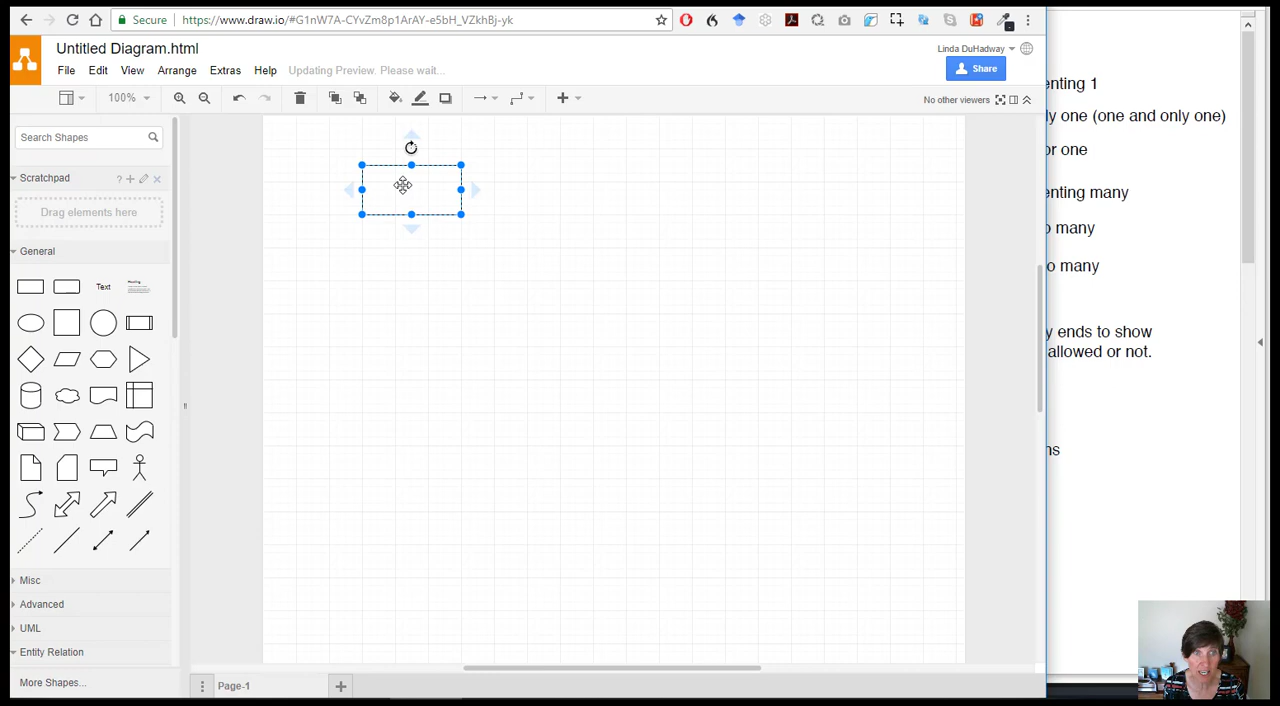 Secure
https://www.draw.io/#G1nW7A-CYvZm8p1ArAY-e5bH_VZkhBj-yk
Untitled Diagram.html
Linda DuHadway
File Edit View Arrange Extras Help Updating Preview. Please wait...
Share
100%
No other viewers
Search Shapes
Scratchpad
?
Drag elements here
General
Text
Heading
Misc
Advanced
UML
Entity Relation
More Shapes...
Page-1
enting 1
ly one (one and only one)
or one
enting many
o many
o many
y ends to show
allowed or not.
ns